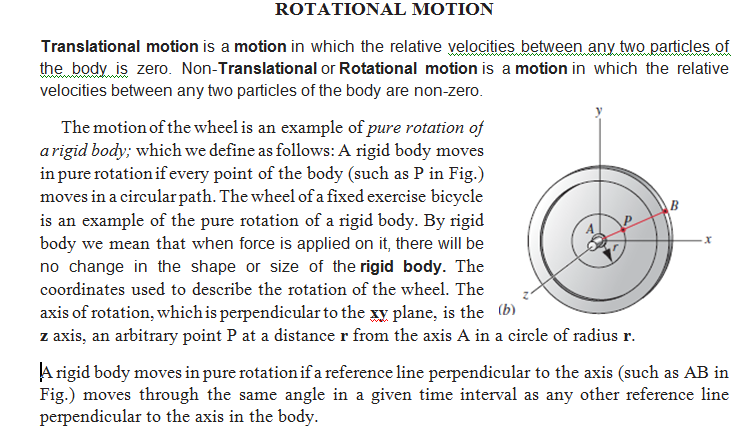 ROTATIONAL MOTION
Translational motion is a motion in which the relative velocities between any two particles of
the body is zero. Non-Translational or Rotational motion is a motion in which the relative
velocities between any two particles of the body are non-zero.
The motion of the wheel is an example of pure rotation of
a rigid body; which we define as follows: A rigid body moves
in pure rotation if every point of the body (such as P in Fig.)
moves in a circular path. The wheel of a fixed exercise bicycle
is an example of the pure rotation of a rigid body. By rigid
body we mean that when force is applied on it, there will be
no change in the shape or size of the rigid body. The
coordinates used to describe the rotation of the wheel. The
axis of rotation, which is perpendicular to the xy plane, is the
z axis, an arbitrary point P at a distance r from the axis A in a circle of radius r.
y
B
P
A
r
x
z
(b)
A rigid body moves in pure rotation if a reference line perpendicular to the axis (such as AB in
Fig.) moves through the same angle in a given time interval as any other reference line
perpendicular to the axis in the body.